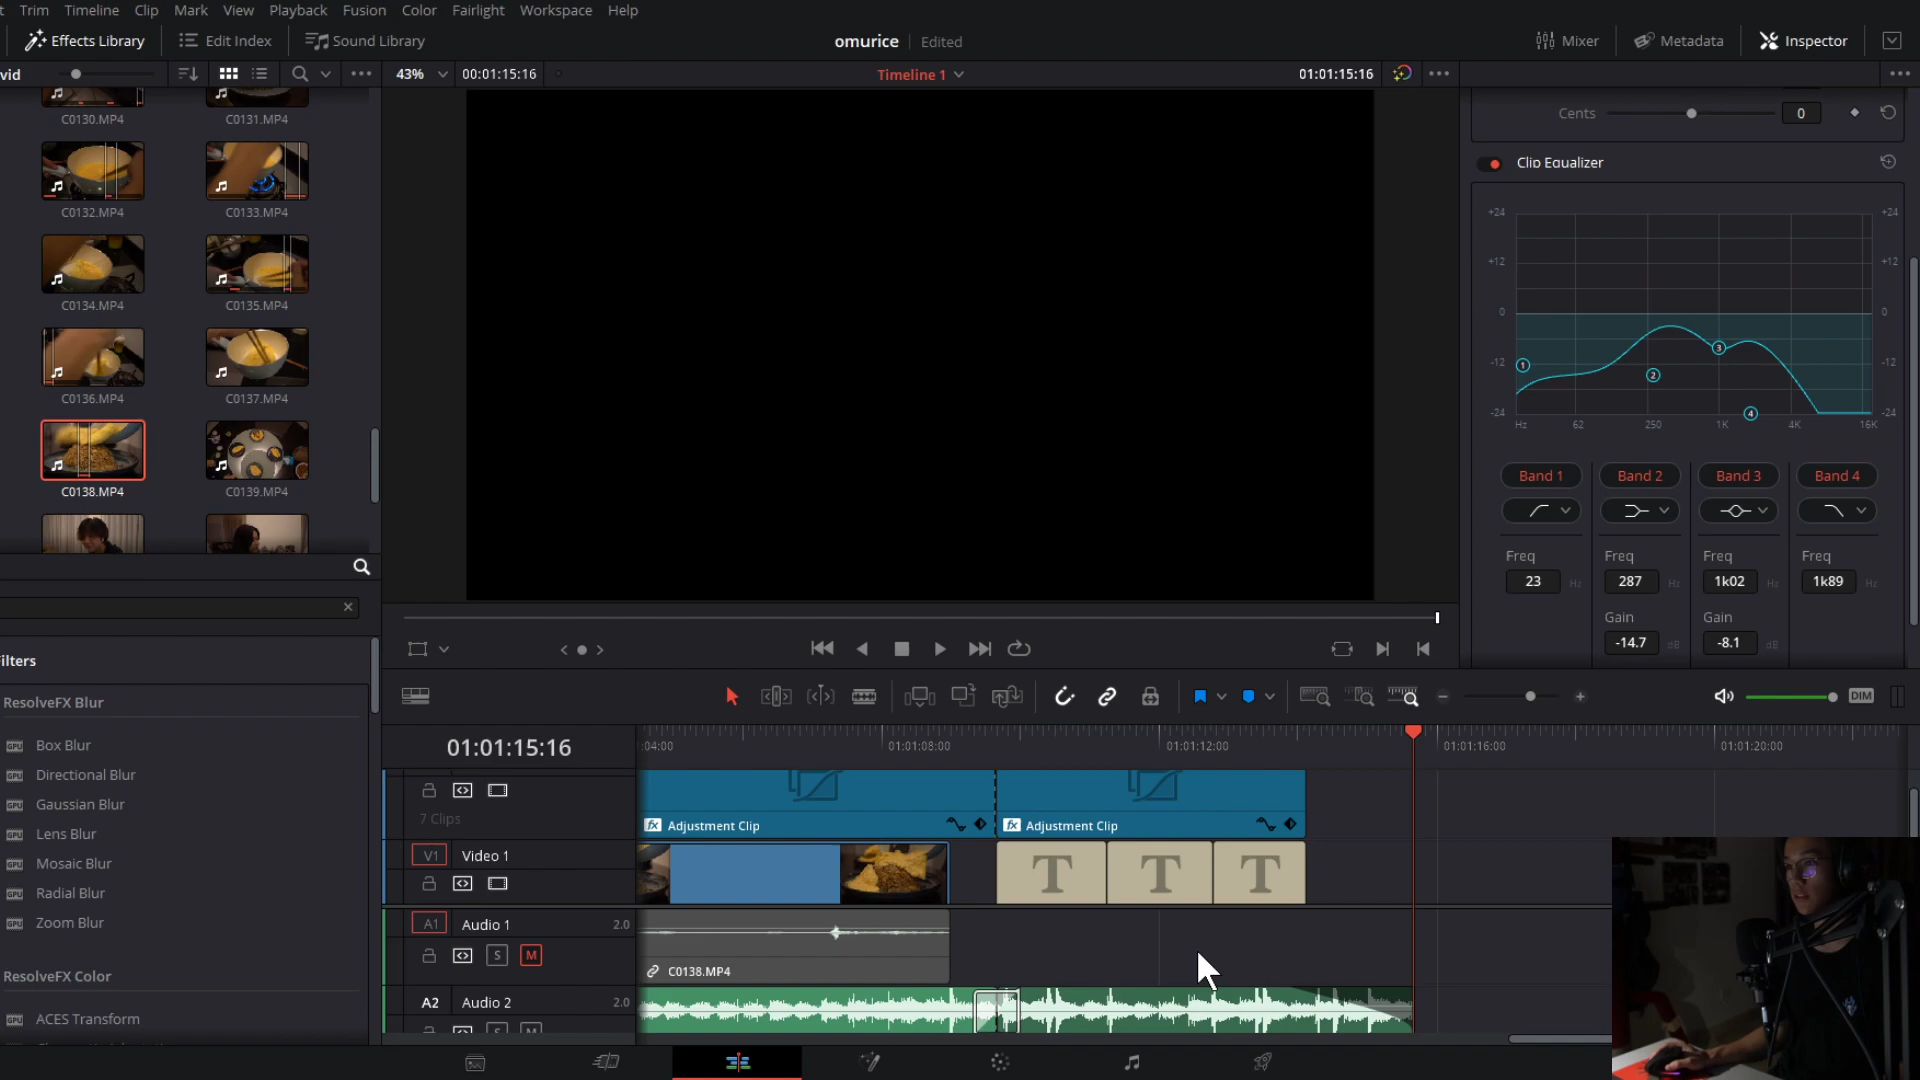 Trim Timeline Clip Mark View Playback Fusion Color Fairlight Workspace Help
Effects Library Edit Index Sound Library omurice Edited Mixer Metadata Inspector
vid 43% 00:01:15:16 Timeline 1 01:01:15:16
C0130.MP4 C0131.MP4
C0132.MP4 C0133.MP4
C0134.MP4 C0135.MP4
C0136.MP4 C0137.MP4
C0138.MP4 C0139.MP4
Cents 0
Clip Equalizer
+24 +24
+12 +12
0 0
-12 -12
-24 -24
1 2 3 4
Hz 62 250 1K 4K 16K
Band 1 Band 2 Band 3 Band 4
Freq Freq Freq Freq
23 Hz 287 Hz 1k02 Hz 1k89 Hz
Gain Gain
-14.7 dB -8.1 dB
ilters
ResolveFX Blur
Box Blur
Directional Blur
Gaussian Blur
Lens Blur
Mosaic Blur
Radial Blur
Zoom Blur
ResolveFX Color
ACES Transform
DIM
01:01:15:16 :04:00 01:01:08:00 01:01:12:00 01:01:16:00 01:01:20:00
7 Clips
fx Adjustment Clip fx Adjustment Clip
V1 Video 1
T T T
A1 Audio 1 2.0
S M
C0138.MP4
A2 Audio 2 2.0
S M